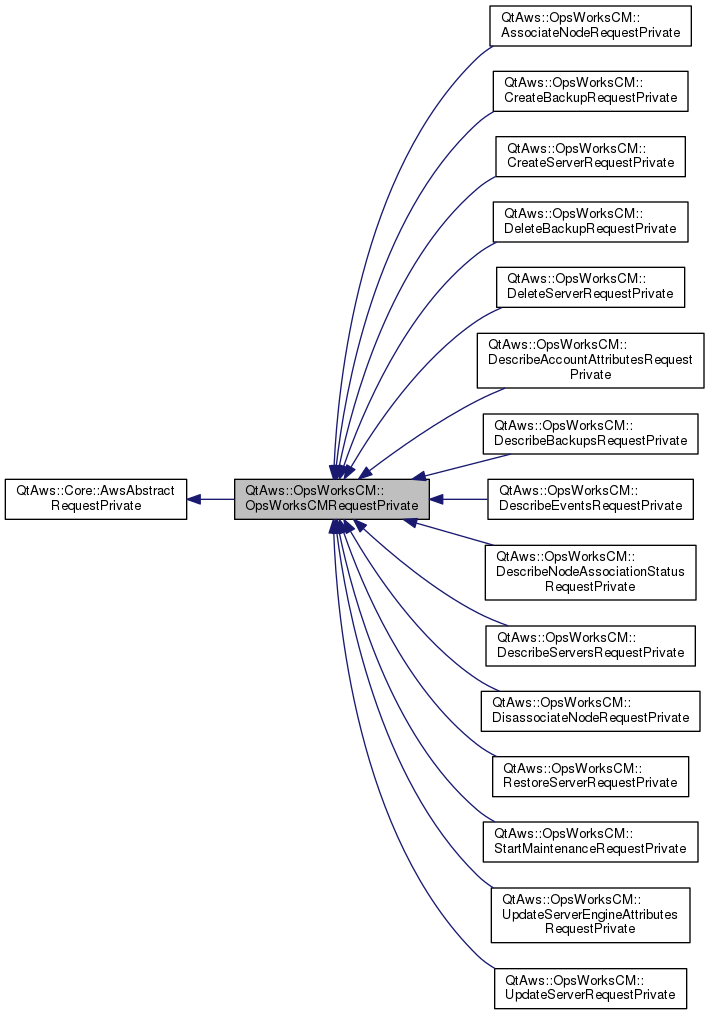 QtAws::OpsWorksCM::
AssociateNodeRequestPrivate
QtAws::OpsWorksCM::
CreateBackupRequestPrivate
QtAws::OpsWorksCM::
CreateServerRequestPrivate
QtAws::OpsWorksCM::
DeleteBackupRequestPrivate
QtAws::OpsWorksCM::
DeleteServerRequestPrivate
QtAws::OpsWorksCM::
DescribeAccountAttributesRequest
Private
QtAws::OpsWorksCM::
DescribeBackupsRequestPrivate
QtAws::Core::AwsAbstract
RequestPrivate
QtAws::OpsWorksCM::
OpsWorksCMRequestPrivate
QtAws::OpsWorksCM::
DescribeEventsRequestPrivate
QtAws::OpsWorksCM::
DescribeNodeAssociationStatus
RequestPrivate
QtAws::OpsWorksCM::
DescribeServersRequestPrivate
QtAws::OpsWorksCM::
DisassociateNodeRequestPrivate
QtAws::OpsWorksCM::
RestoreServerRequestPrivate
QtAws::OpsWorksCM::
StartMaintenanceRequestPrivate
QtAws::OpsWorksCM::
UpdateServerEngineAttributes
RequestPrivate
QtAws::OpsWorksCM::
UpdateServerRequestPrivate